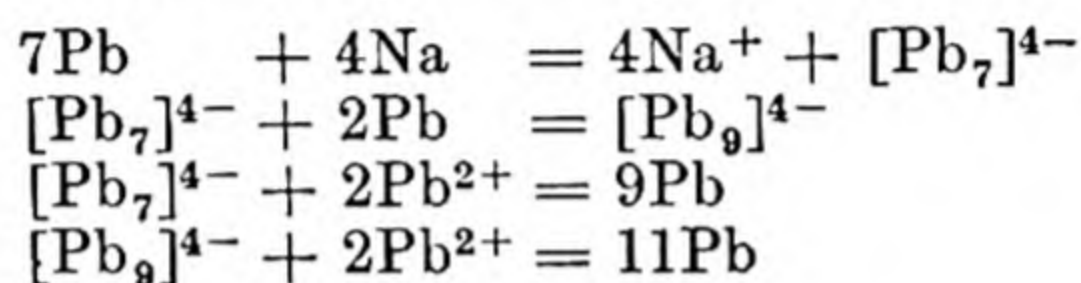 7Pb + 4Na = 4Na⁺ + [Pb₇]⁴⁻
[Pb₇]⁴⁻ + 2Pb = [Pb₉]⁴⁻
[Pb₇]⁴⁻ + 2Pb²⁺ = 9Pb
[Pb₉]⁴⁻ + 2Pb²⁺ = 11Pb